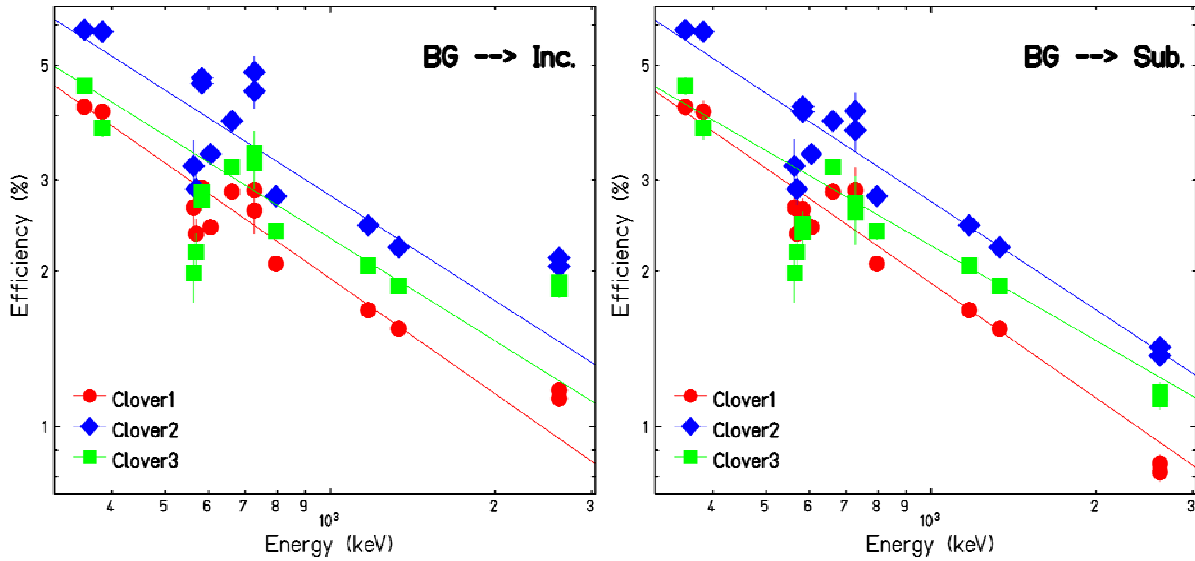 BG --> Inc.
Efficiency (%)
5
3
2
1
Clover1
Clover2
Clover3
4 5 6 7 8 9 10³ 2 3
Energy (keV)
BG --> Sub.
Efficiency (%)
5
3
2
1
Clover1
Clover2
Clover3
4 5 6 7 8 9 10³ 2 3
Energy (keV)